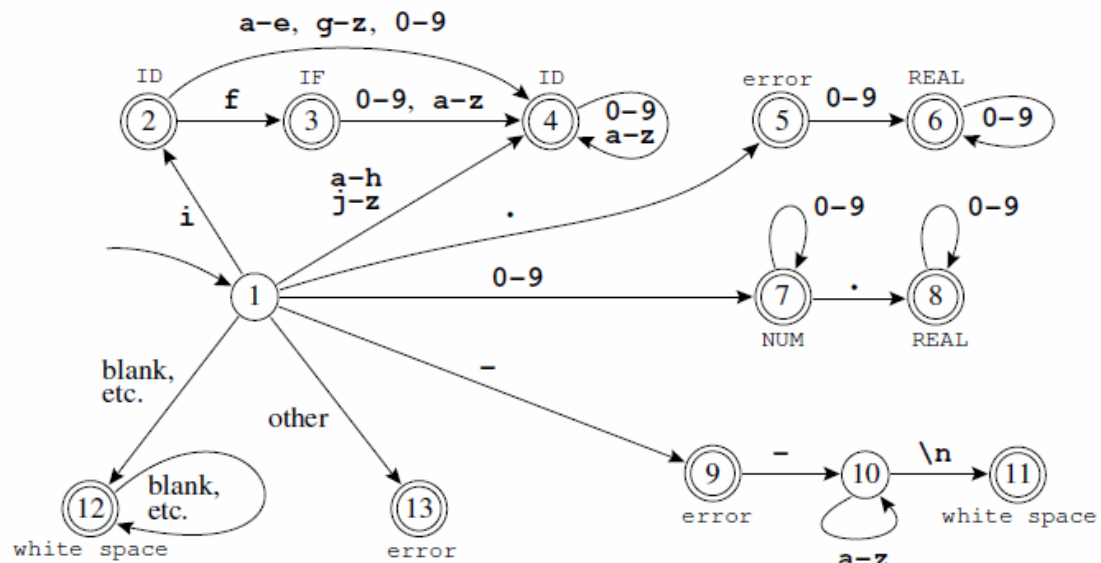 a–e, g–z, 0–9
ID IF ID error REAL
f 0–9, a–z 0–9 0–9 0–9
2 3 4 a–z 5 6
a–h
j–z
i . 0–9 0–9
0–9 .
1 7 8
NUM REAL
blank,
etc. –
other
– \n
blank,
etc.
12 13 9 10 11
error white space
white space error
a–z